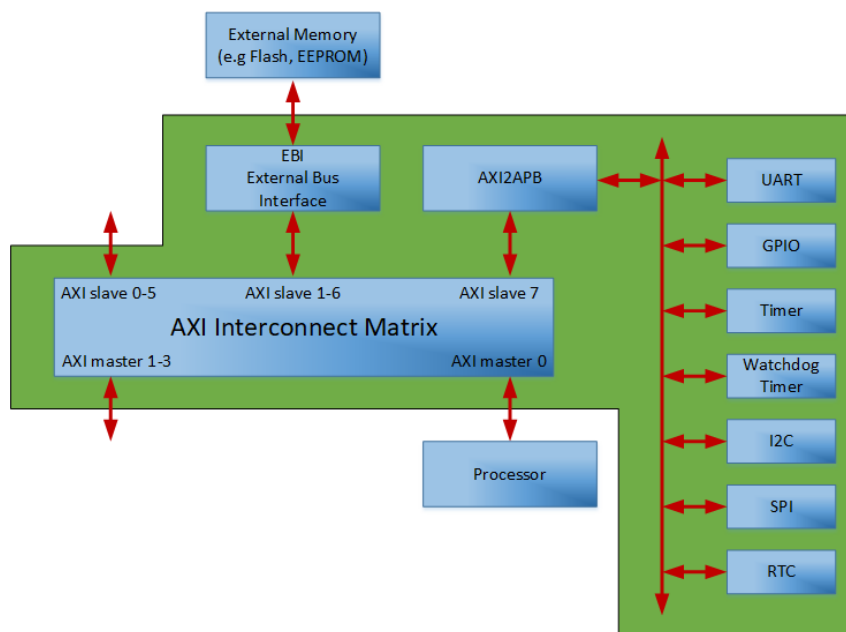 External Memory
(e.g Flash, EEPROM)
EBI
External Bus
Interface
AXI2APB
UART
GPIO
AXI slave 0-5
AXI slave 1-6
AXI slave 7
AXI Interconnect Matrix
Timer
AXI master 1-3
AXI master 0
Watchdog
Timer
I2C
Processor
SPI
RTC